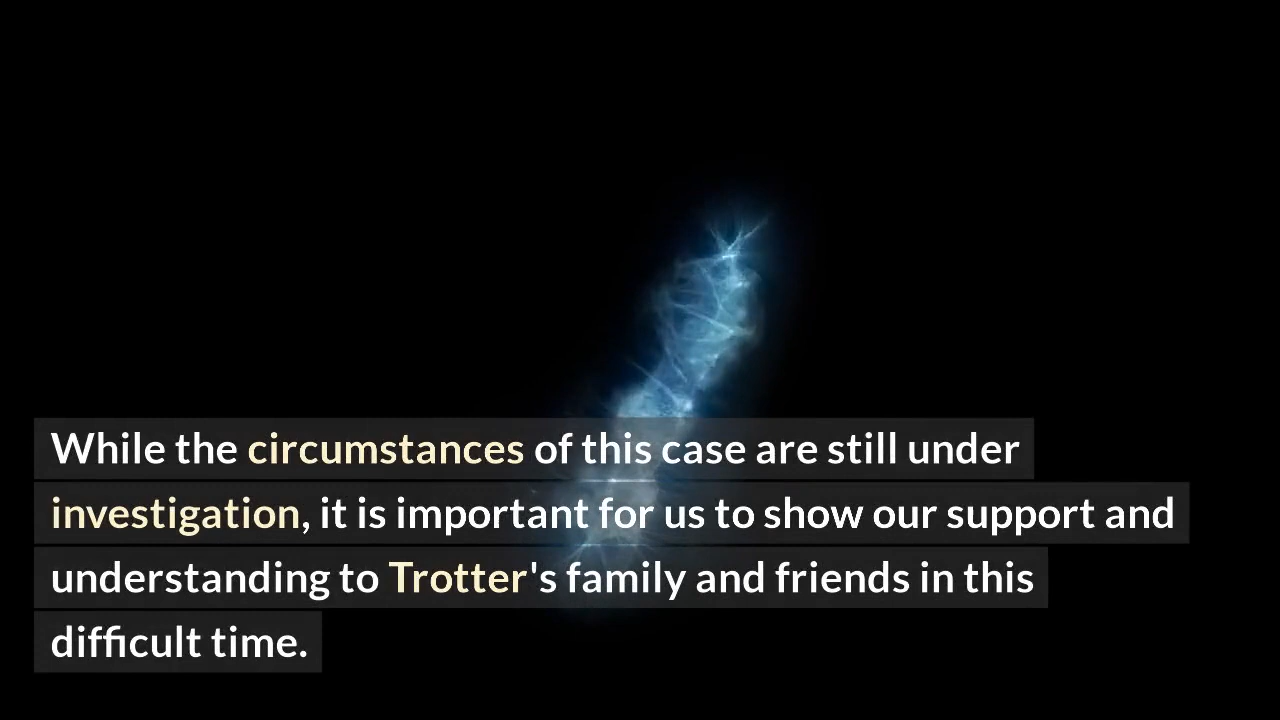 While the circumstances of this case are still under
investigation, it is important for us to show our support and
understanding to Trotter's family and friends in this
difficult time.